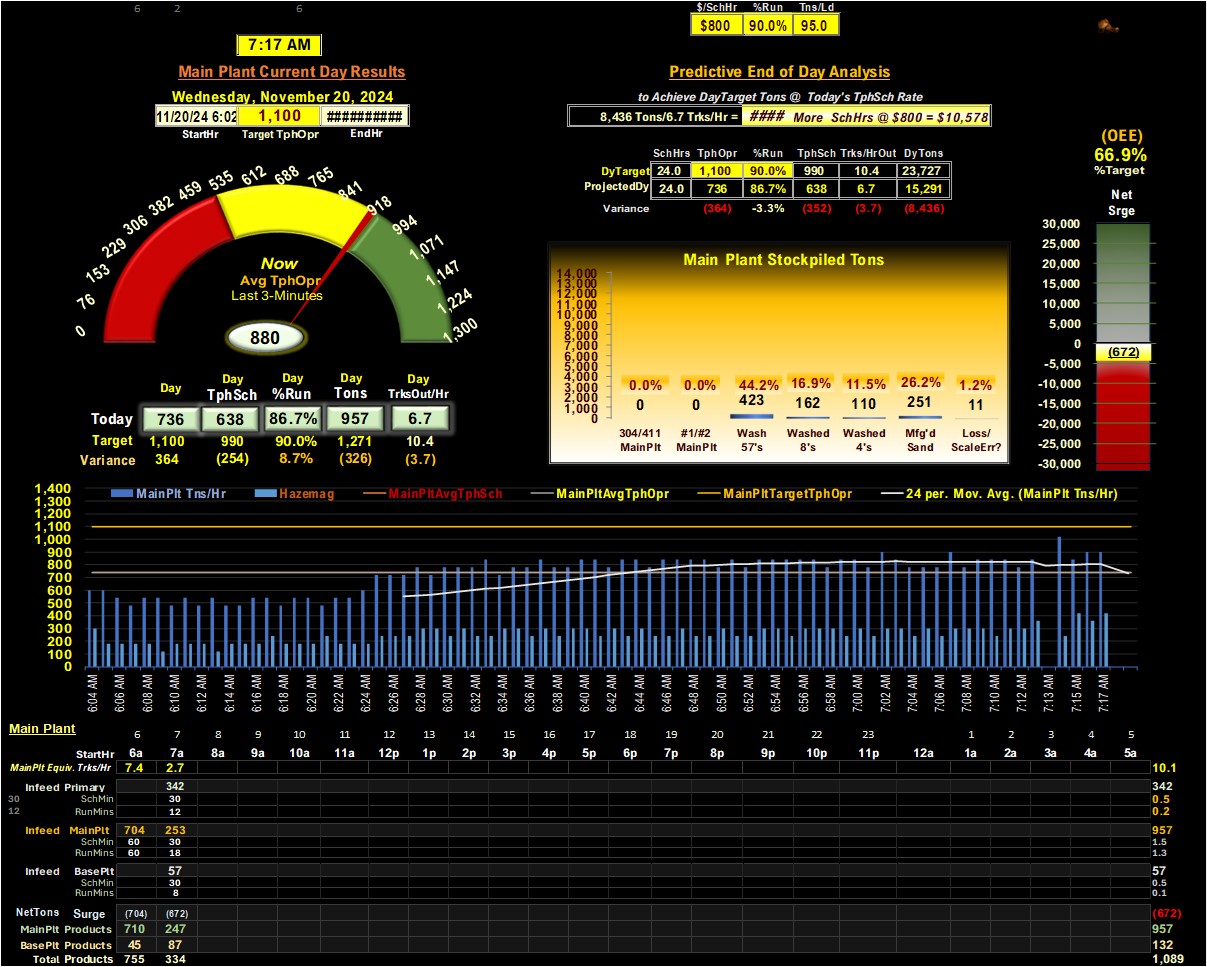 6 2 6
$/SchHr %Run Tns/Ld
$800 90.0% 95.0
7:17 AM
Main Plant Current Day Results
Wednesday, November 20, 2024
11/20/24 6:02 1,100 ##########
StartHr Target TphOpr EndHr
Predictive End of Day Analysis
to Achieve DayTarget Tons @ Today's TphSch Rate
8,436 Tons/6.7 Trks/Hr = #### More SchHrs @ $800 = $10,578
SchHrs TphOpr %Run TphSch Trks/HrOut DyTons
DyTarget 24.0 1,100 90.0% 990 10.4 23,727
ProjectedDy 24.0 736 86.7% 638 6.7 15,291
Variance (364) -3.3% (352) (3.7) (8,436)
(OEE)
66.9%
%Target
Net
Srge
30,000
25,000
20,000
15,000
10,000
5,000
0
(672)
-5,000
-10,000
-15,000
-20,000
-25,000
-30,000
0 76 153 229 306 382 459 535 612 688 765 841 918 994 1,071 1,147 1,224 1,300
Now
Avg TphOpr
Last 3-Minutes
880
Day Day Day Day Day
TphSch %Run Tons TrksOut/Hr
Today 736 638 86.7% 957 6.7
Target 1,100 990 90.0% 1,271 10.4
Variance 364 (254) 8.7% (326) (3.7)
Main Plant Stockpiled Tons
14,000
13,000
12,000
11,000
10,000
9,000
8,000
7,000
6,000
5,000
4,000
3,000
2,000
1,000
0
0.0% 0.0% 44.2% 16.9% 11.5% 26.2% 1.2%
0 0 423 162 110 251 11
304/411 #1/#2 Wash Washed Washed Mfg'd Loss/
MainPlt MainPlt 57's 8's 4's Sand ScaleErr?
MainPlt Tns/Hr Hazemag MainPltAvgTphSch MainPltAvgTphOpr MainPltTargetTphOpr 24 per. Mov. Avg. (MainPlt Tns/Hr)
1,400
1,300
1,200
1,100
1,000
900
800
700
600
500
400
300
200
100
0
6:04 AM 6:06 AM 6:08 AM 6:10 AM 6:12 AM 6:14 AM 6:16 AM 6:18 AM 6:20 AM 6:22 AM 6:24 AM 6:26 AM 6:28 AM 6:30 AM 6:32 AM 6:34 AM 6:36 AM 6:38 AM 6:40 AM 6:42 AM 6:44 AM 6:46 AM 6:48 AM 6:50 AM 6:52 AM 6:54 AM 6:56 AM 6:58 AM 7:00 AM 7:02 AM 7:04 AM 7:06 AM 7:08 AM 7:10 AM 7:12 AM 7:13 AM 7:15 AM 7:17 AM
Main Plant
6 7 8 9 10 11 12 13 14 15 16 17 18 19 20 21 22 23 1 2 3 4 5
StartHr 6a 7a 8a 9a 10a 11a 12p 1p 2p 3p 4p 5p 6p 7p 8p 9p 10p 11p 12a 1a 2a 3a 4a 5a
MainPlt Equiv. Trks/Hr 7.4 2.7 10.1
Infeed Primary 342 342
30 SchMin 30 0.5
12 RunMins 12 0.2
Infeed MainPlt 704 253 957
SchMin 60 30 1.5
RunMins 60 18 1.3
Infeed BasePlt 57 57
SchMin 30 0.5
RunMins 8 0.1
NetTons Surge (704) (672) (672)
MainPlt Products 710 247 957
BasePlt Products 45 87 132
Total Products 755 334 1,089